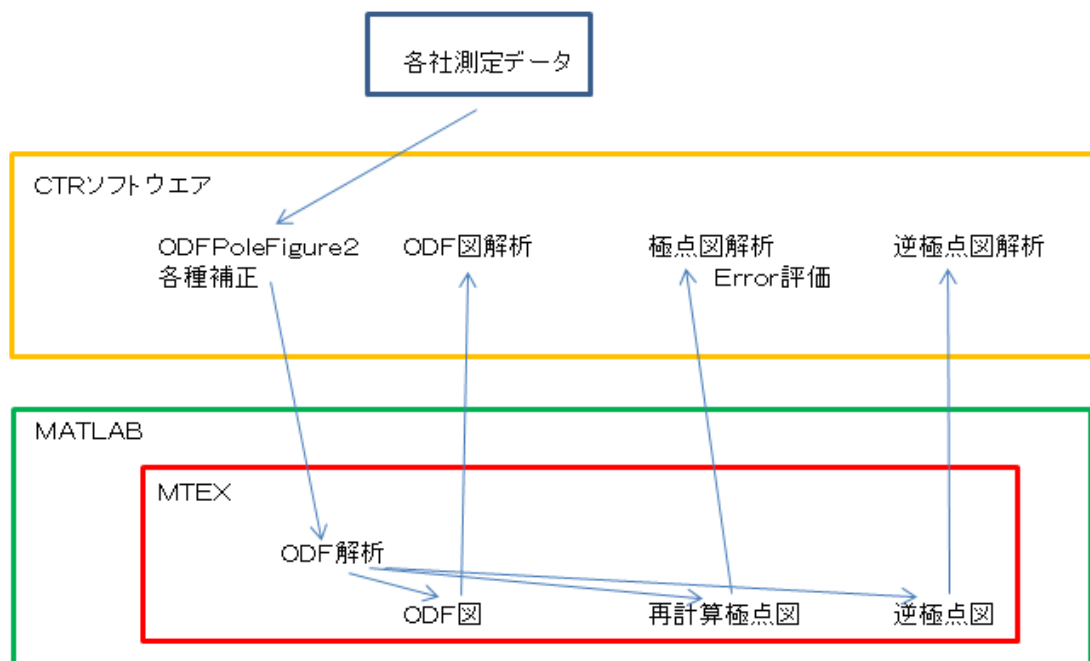 各社測定データ
CTRソフトウエア
ODFPoleFigure2
各種補正
ODF図解析
極点図解析
Error評価
逆極点図解析
MATLAB
MTEX
ODF解析
ODF図
再計算極点図
逆極点図